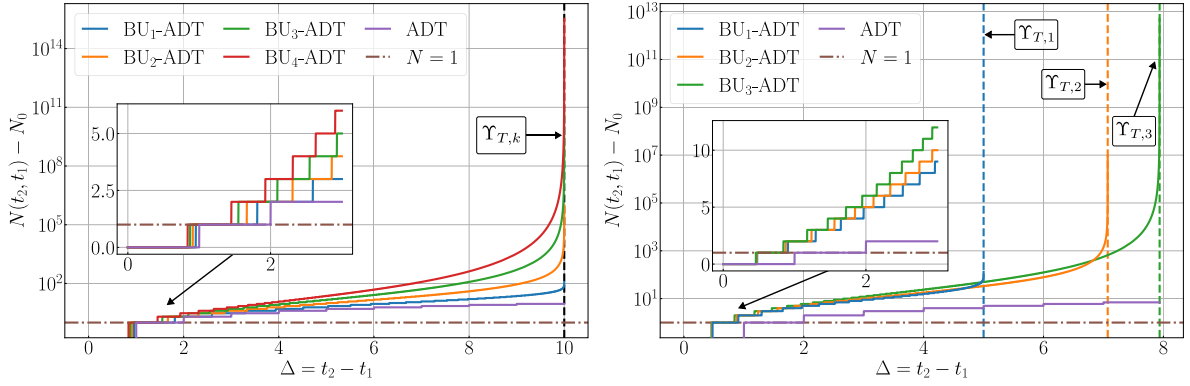 BU₁-ADT BU₃-ADT ADT
BU₂-ADT BU₄-ADT N = 1
N(t₂, t₁) − N₀
10¹⁴
10¹¹
10⁸
10⁵
10²
5.0
2.5
0.0
0 2
Υ_{T,k}
0 2 4 6 8 10
Δ = t₂ − t₁
BU₁-ADT ADT
BU₂-ADT N = 1
BU₃-ADT
N(t₂, t₁) − N₀
10¹³
10¹¹
10⁹
10⁷
10⁵
10³
10¹
10
5
0
0 2
Υ_{T,1}
Υ_{T,2}
Υ_{T,3}
0 2 4 6 8
Δ = t₂ − t₁